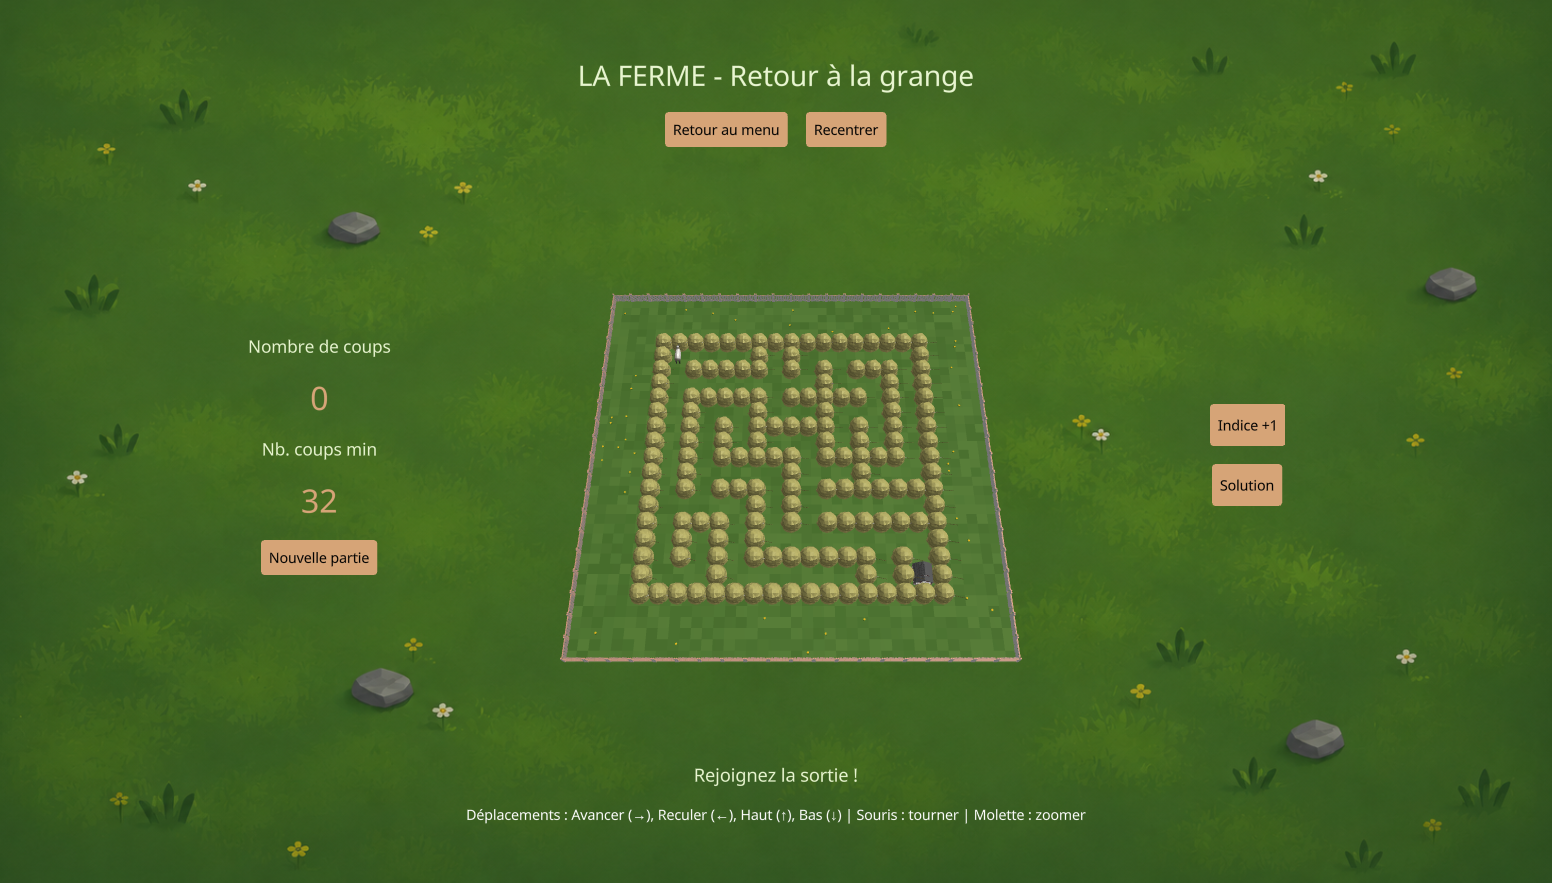 LA FERME - Retour à la grange
Retour au menu
Recentrer
Nombre de coups
0
Nb. coups min
32
Nouvelle partie
Indice +1
Solution
Rejoignez la sortie !
Déplacements : Avancer (→), Reculer (←), Haut (↑), Bas (↓) | Souris : tourner | Molette : zoomer